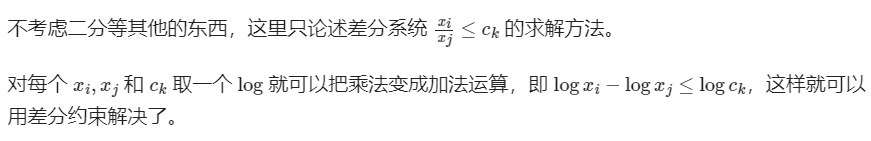 不考虑二分等其他的东西，这里只论述差分系统 $\frac{x_i}{x_j} \leq c_k$ 的求解方法。
对每个 $x_i, x_j$ 和 $c_k$ 取一个 $\log$ 就可以把乘法变成加法运算，即 $\log x_i - \log x_j \leq \log c_k$，这样就可以
用差分约束解决了。